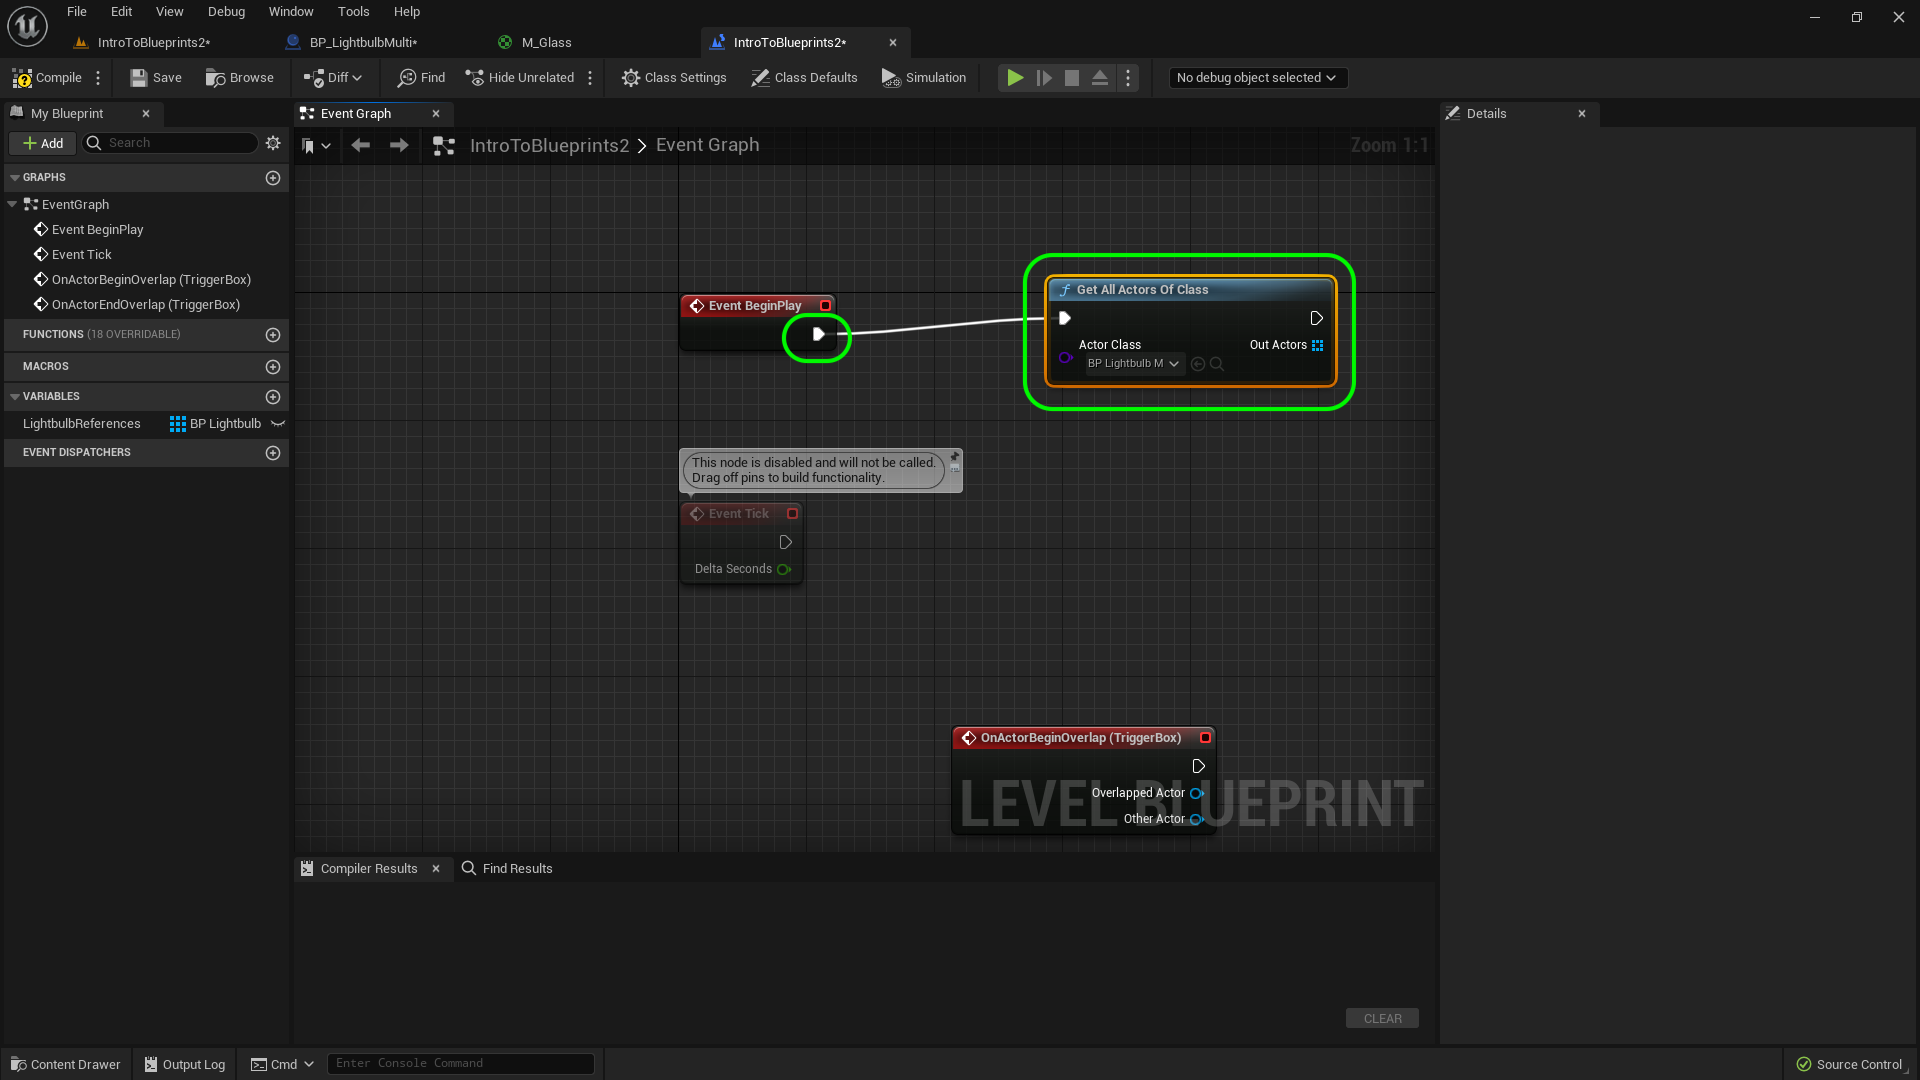 File Edit View Debug Window Tools Help
IntroToBlueprints2* BP_LightbulbMulti* M_Glass IntroToBlueprints2*
Compile Save Browse Diff Find Hide Unrelated Class Settings Class Defaults Simulation No debug object selected
My Blueprint Event Graph Details
Add Search IntroToBlueprints2 > Event Graph Zoom 1:1
GRAPHS
EventGraph
Event BeginPlay
Event Tick
OnActorBeginOverlap (TriggerBox)
OnActorEndOverlap (TriggerBox)
FUNCTIONS (18 OVERRIDABLE)
MACROS
VARIABLES
LightbulbReferences BP Lightbulb
EVENT DISPATCHERS
Event BeginPlay
Get All Actors Of Class
Actor Class Out Actors
BP Lightbulb M
This node is disabled and will not be called.
Drag off pins to build functionality.
Event Tick
Delta Seconds
OnActorBeginOverlap (TriggerBox)
Overlapped Actor
Other Actor
LEVEL BLUEPRINT
Compiler Results Find Results
CLEAR
Content Drawer Output Log Cmd Enter Console Command Source Control